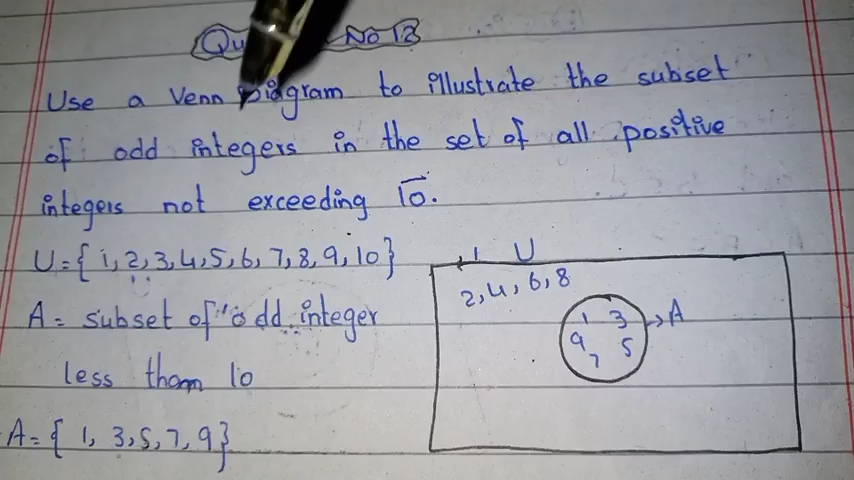 No 12
Use a Venn Diagram to illustrate the subset
of odd integers in the set of all positive
integers not exceeding 10.
U={ 1, 2, 3, 4, 5, 6, 7, 8, 9, 10 }
A = subset of odd integer
less than 10
A={ 1, 3, 5, 7, 9}
U
2, 4, 6, 8
1 3
→A
9 5
7